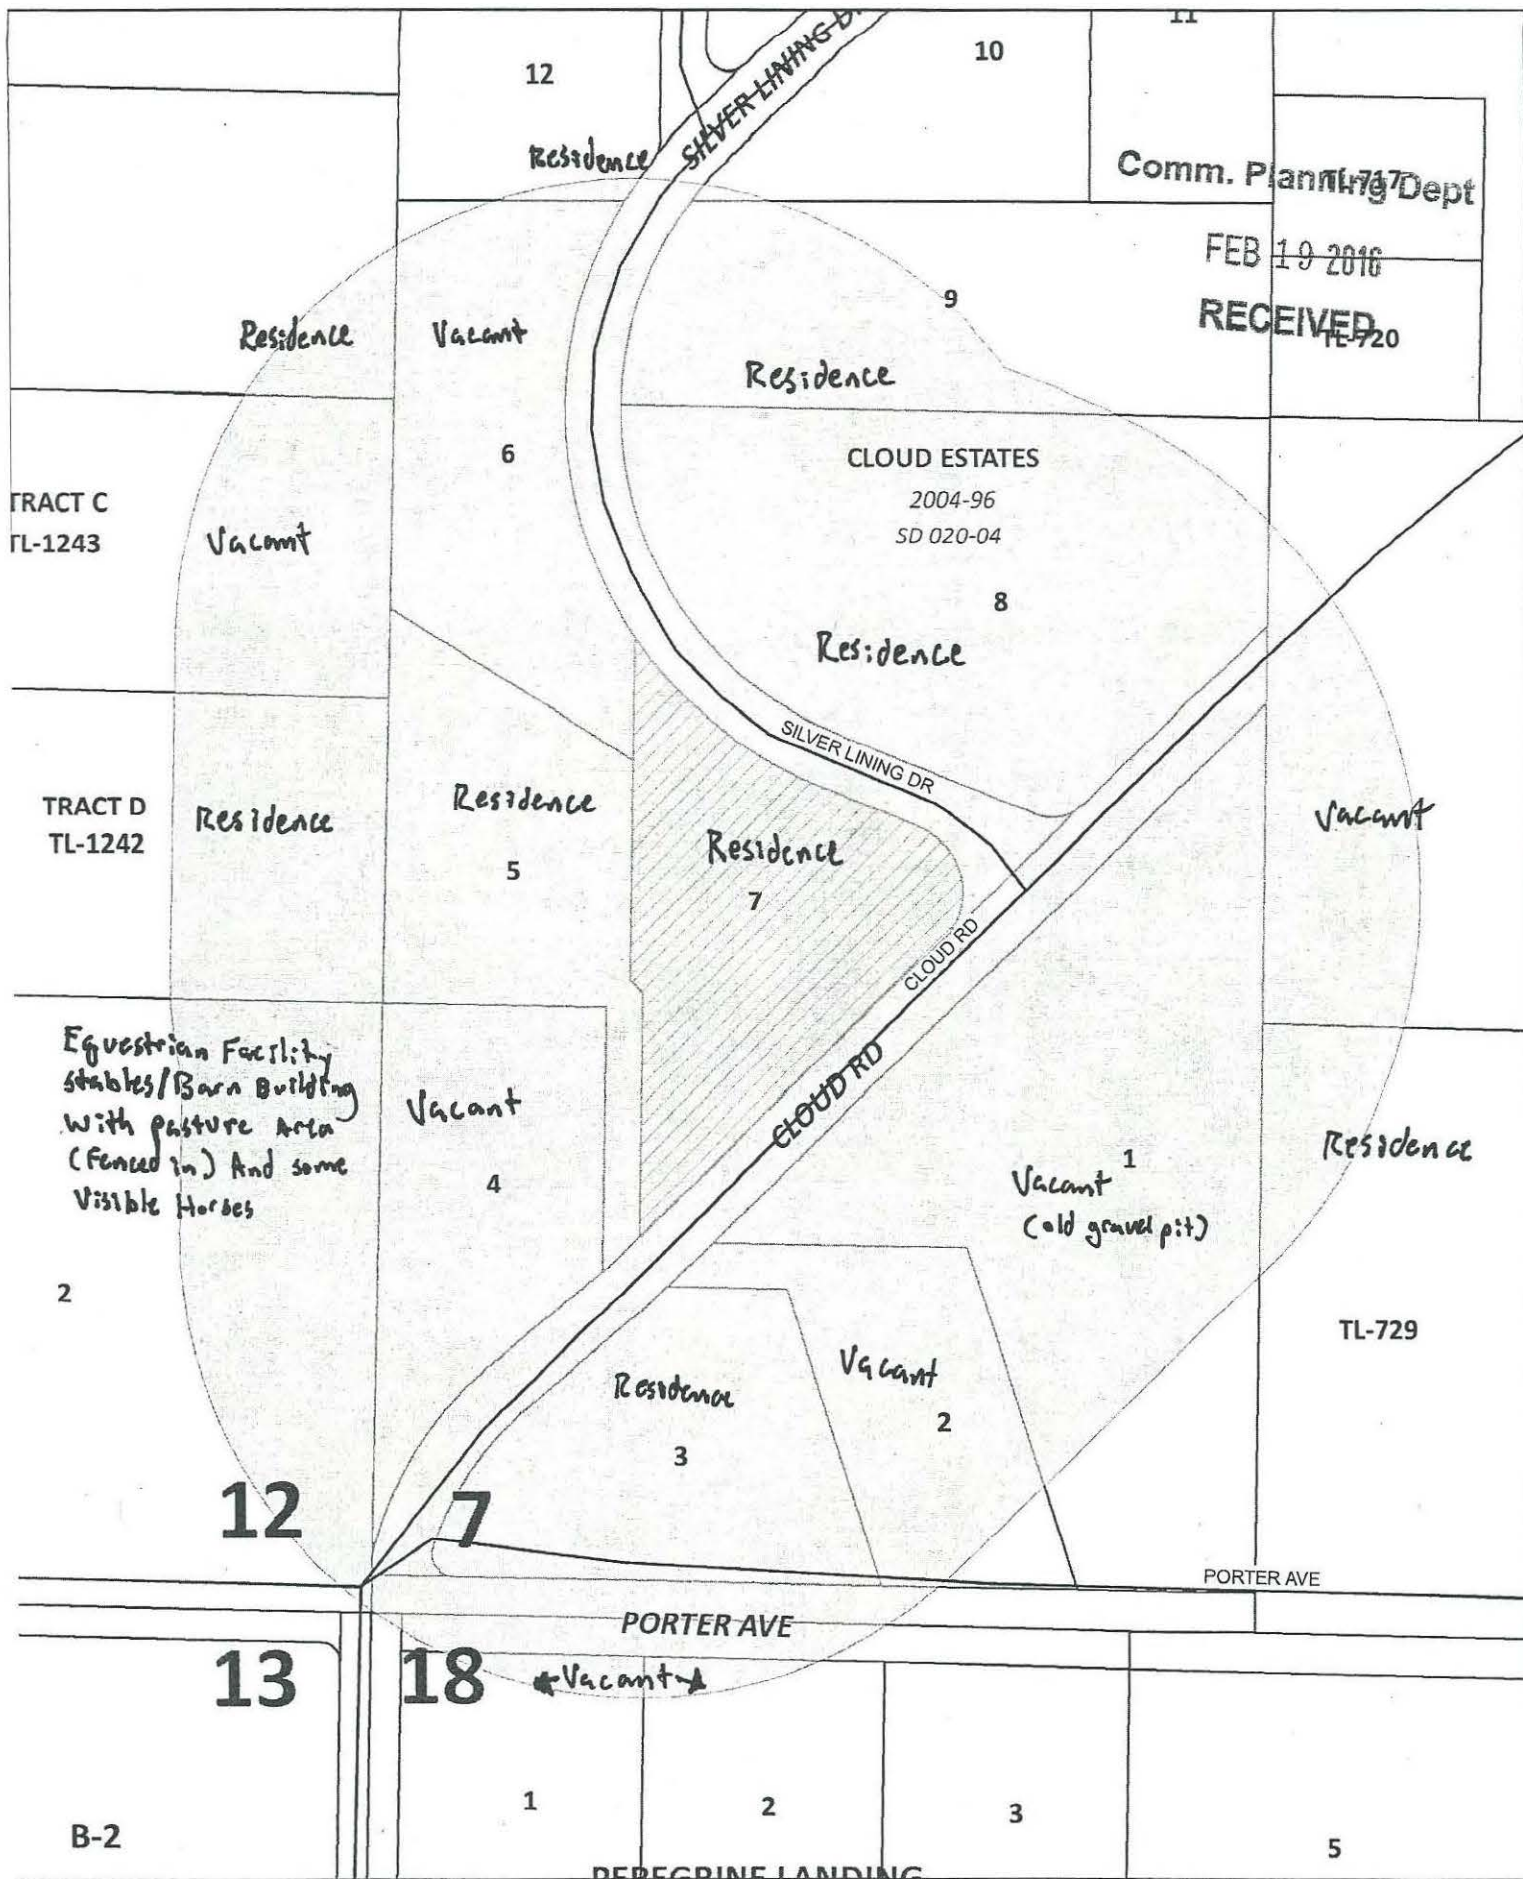 11
SILVER LINING D
12
10
Residence
Comm. Planning Dept
TL-717
FEB 19 2016
RECEIVED
TL-720
9
Residence
Vacant
Residence
6
CLOUD ESTATES
2004-96
SD 020-04
TRACT C
TL-1243
Vacant
8
Residence
SILVER LINING DR
TRACT D
TL-1242
Residence
Residence
5
Residence
7
Vacant
CLOUD RD
CLOUD RD
Equestrian Facility
Stables/Barn Building
With pasture Area
(Fenced in) And some
Visible Horses
Vacant
4
2
1
Vacant
(old gravel pit)
Residence
TL-729
Residence
3
Vacant
2
12
7
PORTER AVE
PORTER AVE
13
18
Vacant
1
2
3
5
B-2
PEREGRINE LANDING